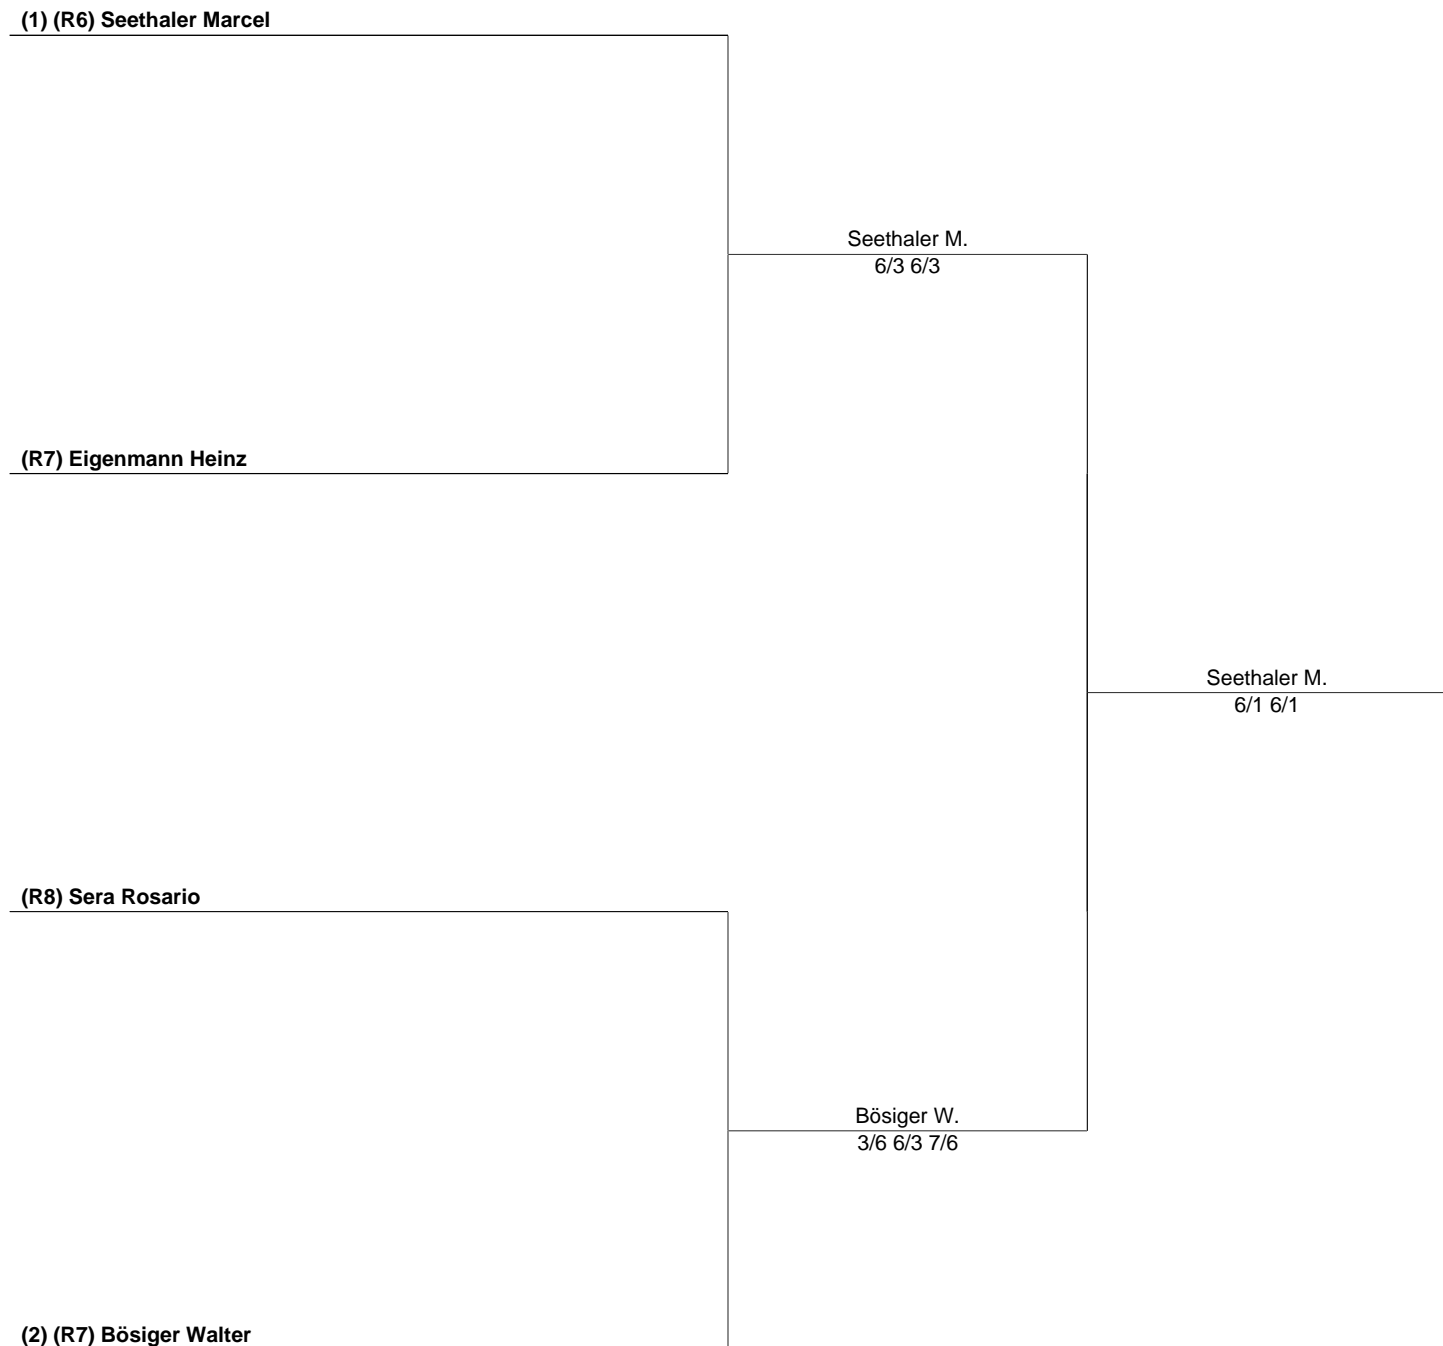 (1) (R6) Seethaler Marcel
Seethaler M.
6/3 6/3
(R7) Eigenmann Heinz
Seethaler M.
6/1 6/1
(R8) Sera Rosario
Bösiger W.
3/6 6/3 7/6
(2) (R7) Bösiger Walter